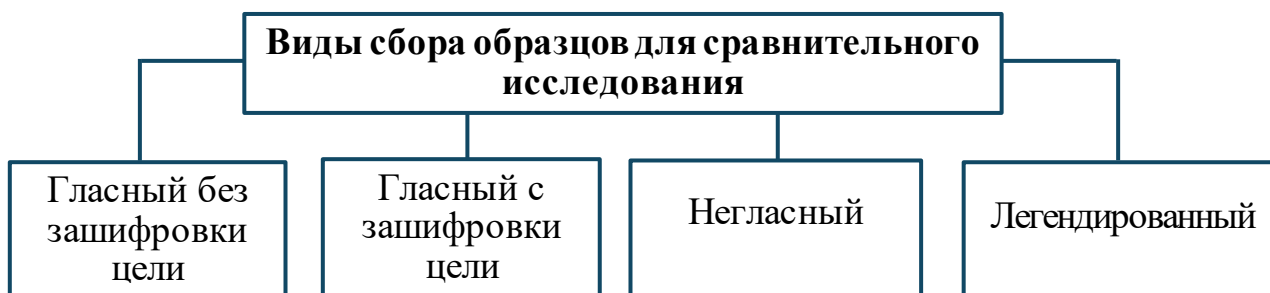 Виды сбора образцов для сравнительного
исследования
Гласный без
зашифровки
цели
Гласный с
зашифровки
цели
Негласный
Легендированный